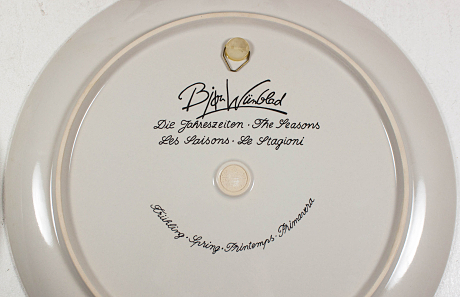 Bjørn Wiinblad
Die Jahreszeiten · The Seasons
Les Saisons · Le Stagioni
Frühling · Spring · Printemps · Primavera